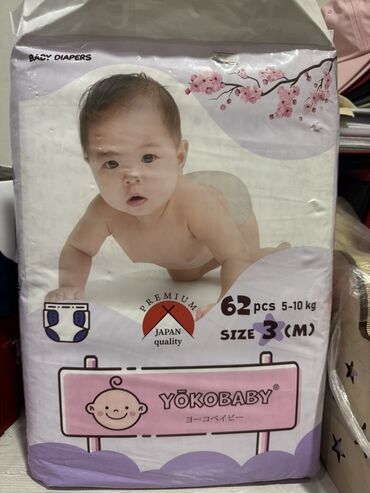 BABY DIAPERS
62 pcs 5-10 kg
SIZE 3 (M)
PREMIUM
JAPAN
quality
YŌKOBABY®
ヨーコベイビー